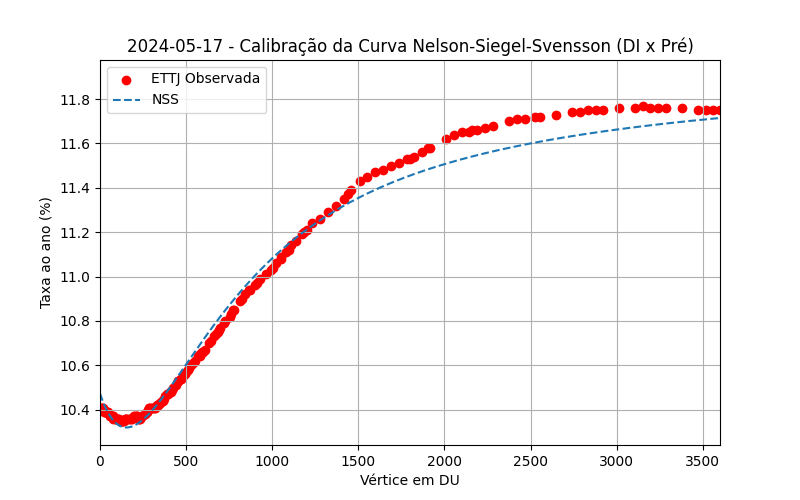 2024-05-17 - Calibração da Curva Nelson-Siegel-Svensson (DI x Pré)
ETTJ Observada
NSS
Taxa ao ano (%)
11.8
11.6
11.4
11.2
11.0
10.8
10.6
10.4
0 500 1000 1500 2000 2500 3000 3500
Vértice em DU